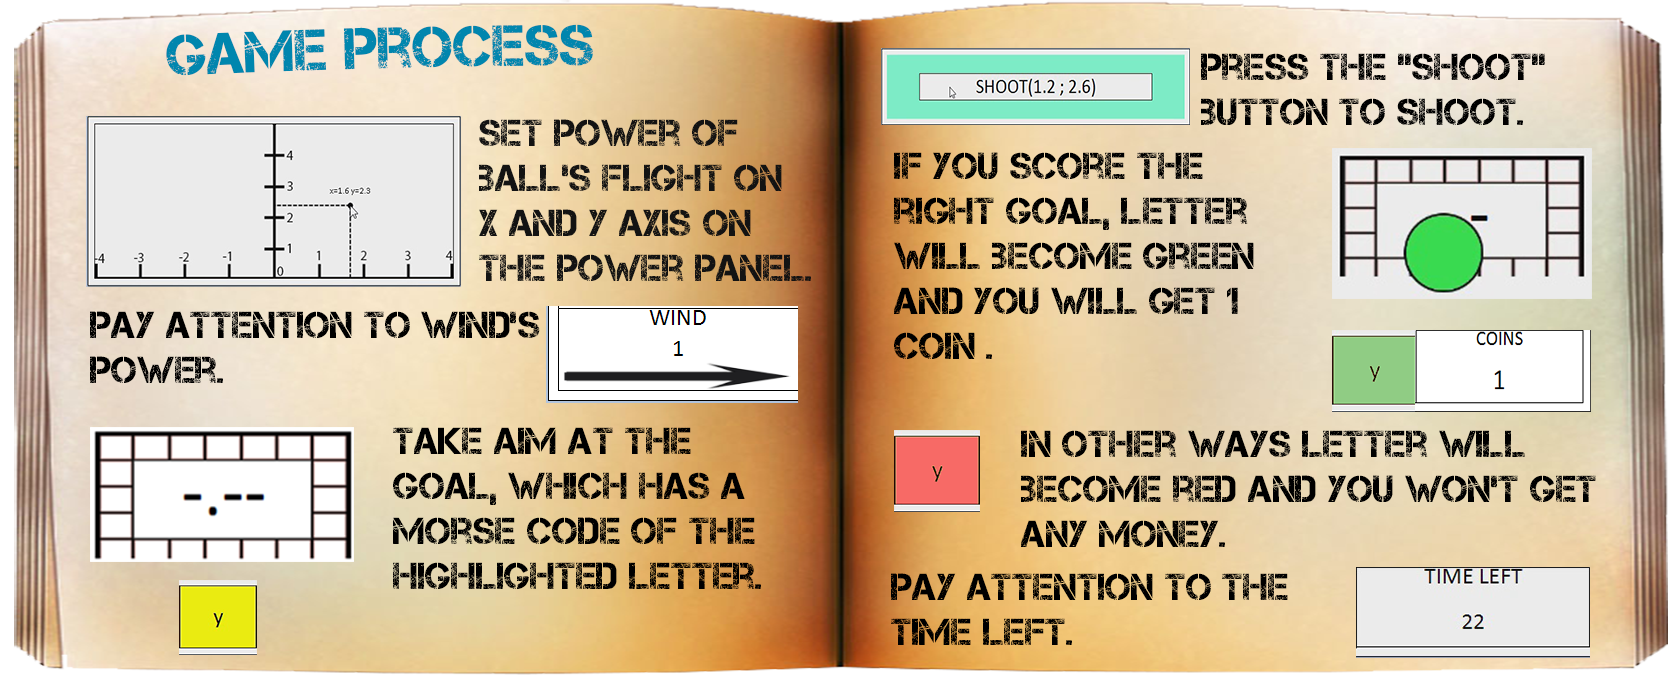 GAME PROCESS
4
3
x=1.6 y=2.3
2
1
-4 -3 -2 -1 0 1 2 3 4
SET POWER OF
BALL'S FLIGHT ON
X AND Y AXIS ON
THE POWER PANEL.
PAY ATTENTION TO WIND'S
POWER.
WIND
1
-.--
TAKE AIM AT THE
GOAL, WHICH HAS A
MORSE CODE OF THE
HIGHLIGHTED LETTER.
y
SHOOT(1.2 ; 2.6)
PRESS THE "SHOOT"
BUTTON TO SHOOT.
IF YOU SCORE THE
RIGHT GOAL, LETTER
WILL BECOME GREEN
AND YOU WILL GET 1
COIN .
-
y
COINS
1
y
IN OTHER WAYS LETTER WILL
BECOME RED AND YOU WON'T GET
ANY MONEY.
PAY ATTENTION TO THE
TIME LEFT.
TIME LEFT
22